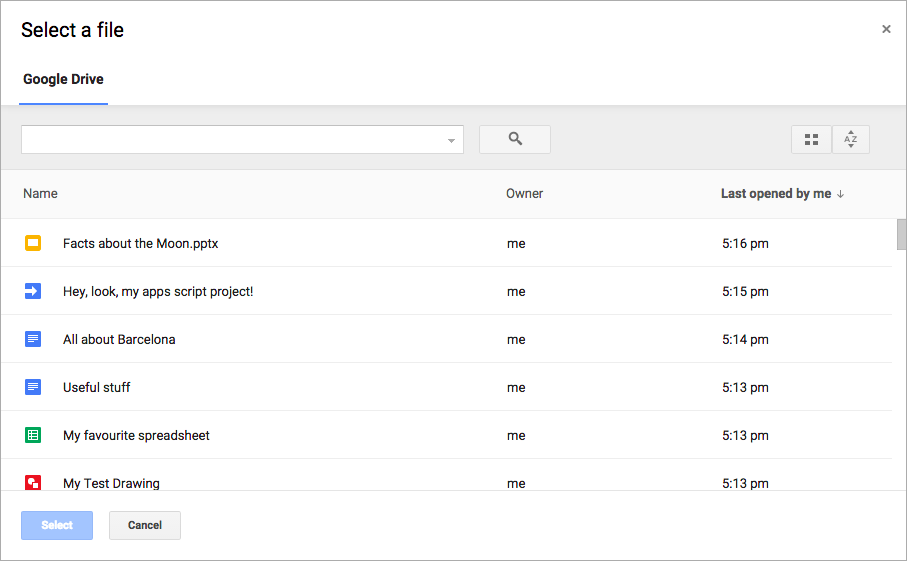 Select a file
Google Drive
AZ
Name Owner Last opened by me
Facts about the Moon.pptx me 5:16 pm
Hey, look, my apps script project! me 5:15 pm
All about Barcelona me 5:14 pm
Useful stuff me 5:13 pm
My favourite spreadsheet me 5:13 pm
My Test Drawing me 5:13 pm
Select Cancel